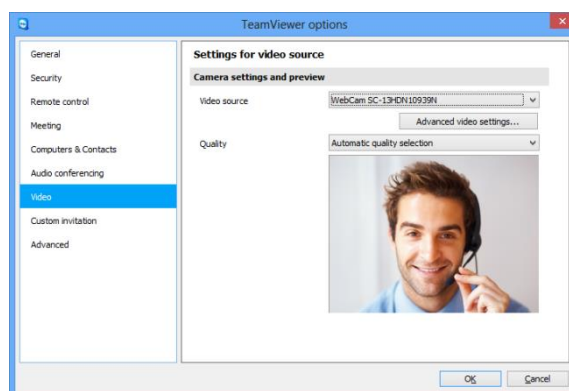 TeamViewer options
General
Security
Remote control
Meeting
Computers & Contacts
Audio conferencing
Video
Custom invitation
Advanced
Settings for video source
Camera settings and preview
Video source
WebCam SC-13HDN10939N
Advanced video settings...
Quality
Automatic quality selection
OK
Cancel